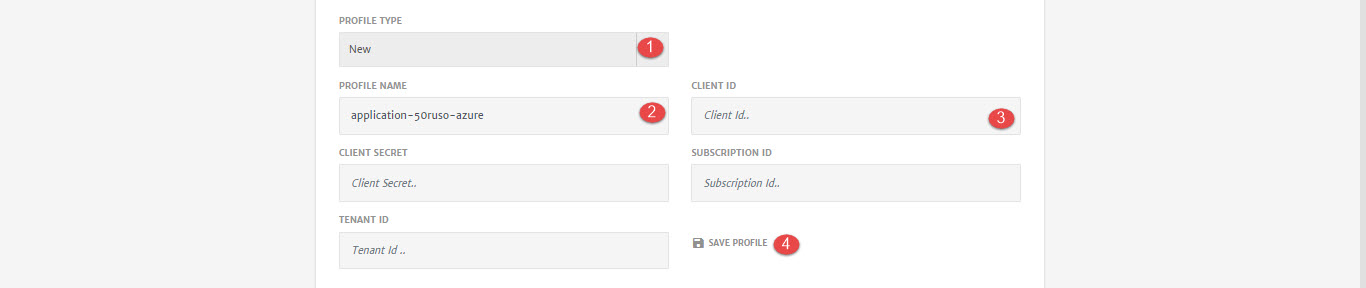 PROFILE TYPE
New 1
PROFILE NAME CLIENT ID
application-50ruso-azure 2 Client Id.. 3
CLIENT SECRET SUBSCRIPTION ID
Client Secret.. Subscription Id..
TENANT ID
Tenant Id .. SAVE PROFILE 4